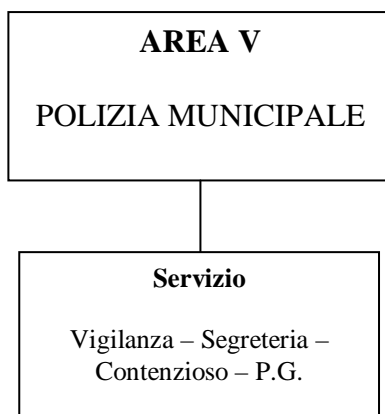 AREA V
POLIZIA MUNICIPALE
Servizio
Vigilanza – Segreteria –
Contenzioso – P.G.